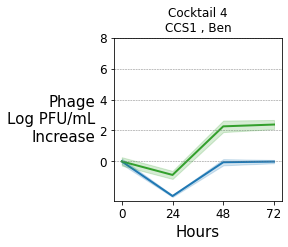 Cocktail 4
CCS1 , Ben
8
6
4
2
0
Phage
Log PFU/mL
Increase
0 24 48 72
Hours